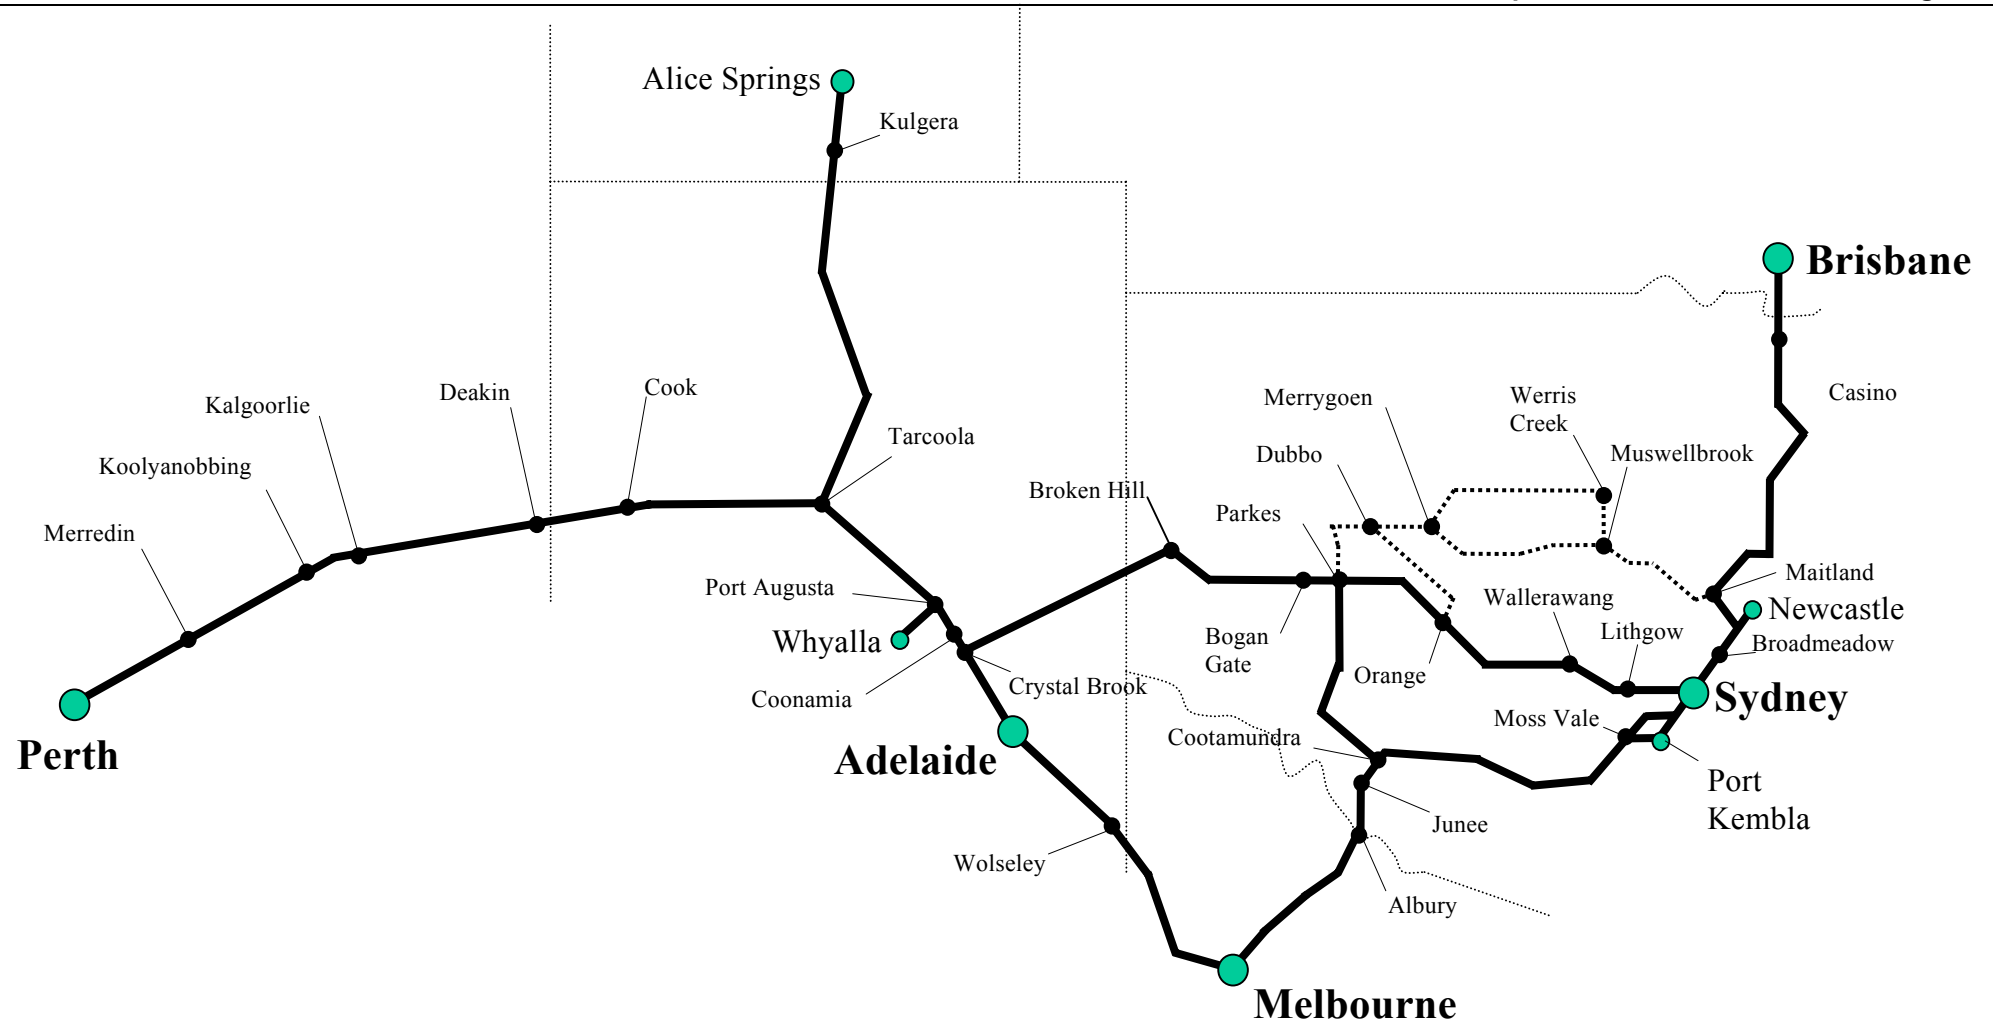 Alice Springs
Kulgera
Brisbane
Casino
Deakin
Cook
Kalgoorlie
Merrygoen
Werris
Creek
Tarcoola
Dubbo
Muswellbrook
Koolyanobbing
Broken Hill
Parkes
Merredin
Maitland
Port Augusta
Wallerawang
Newcastle
Whyalla
Bogan
Gate
Lithgow
Broadmeadow
Orange
Coonamia
Crystal Brook
Sydney
Moss Vale
Cootamundra
Perth
Adelaide
Port
Kembla
Junee
Wolseley
Albury
Melbourne